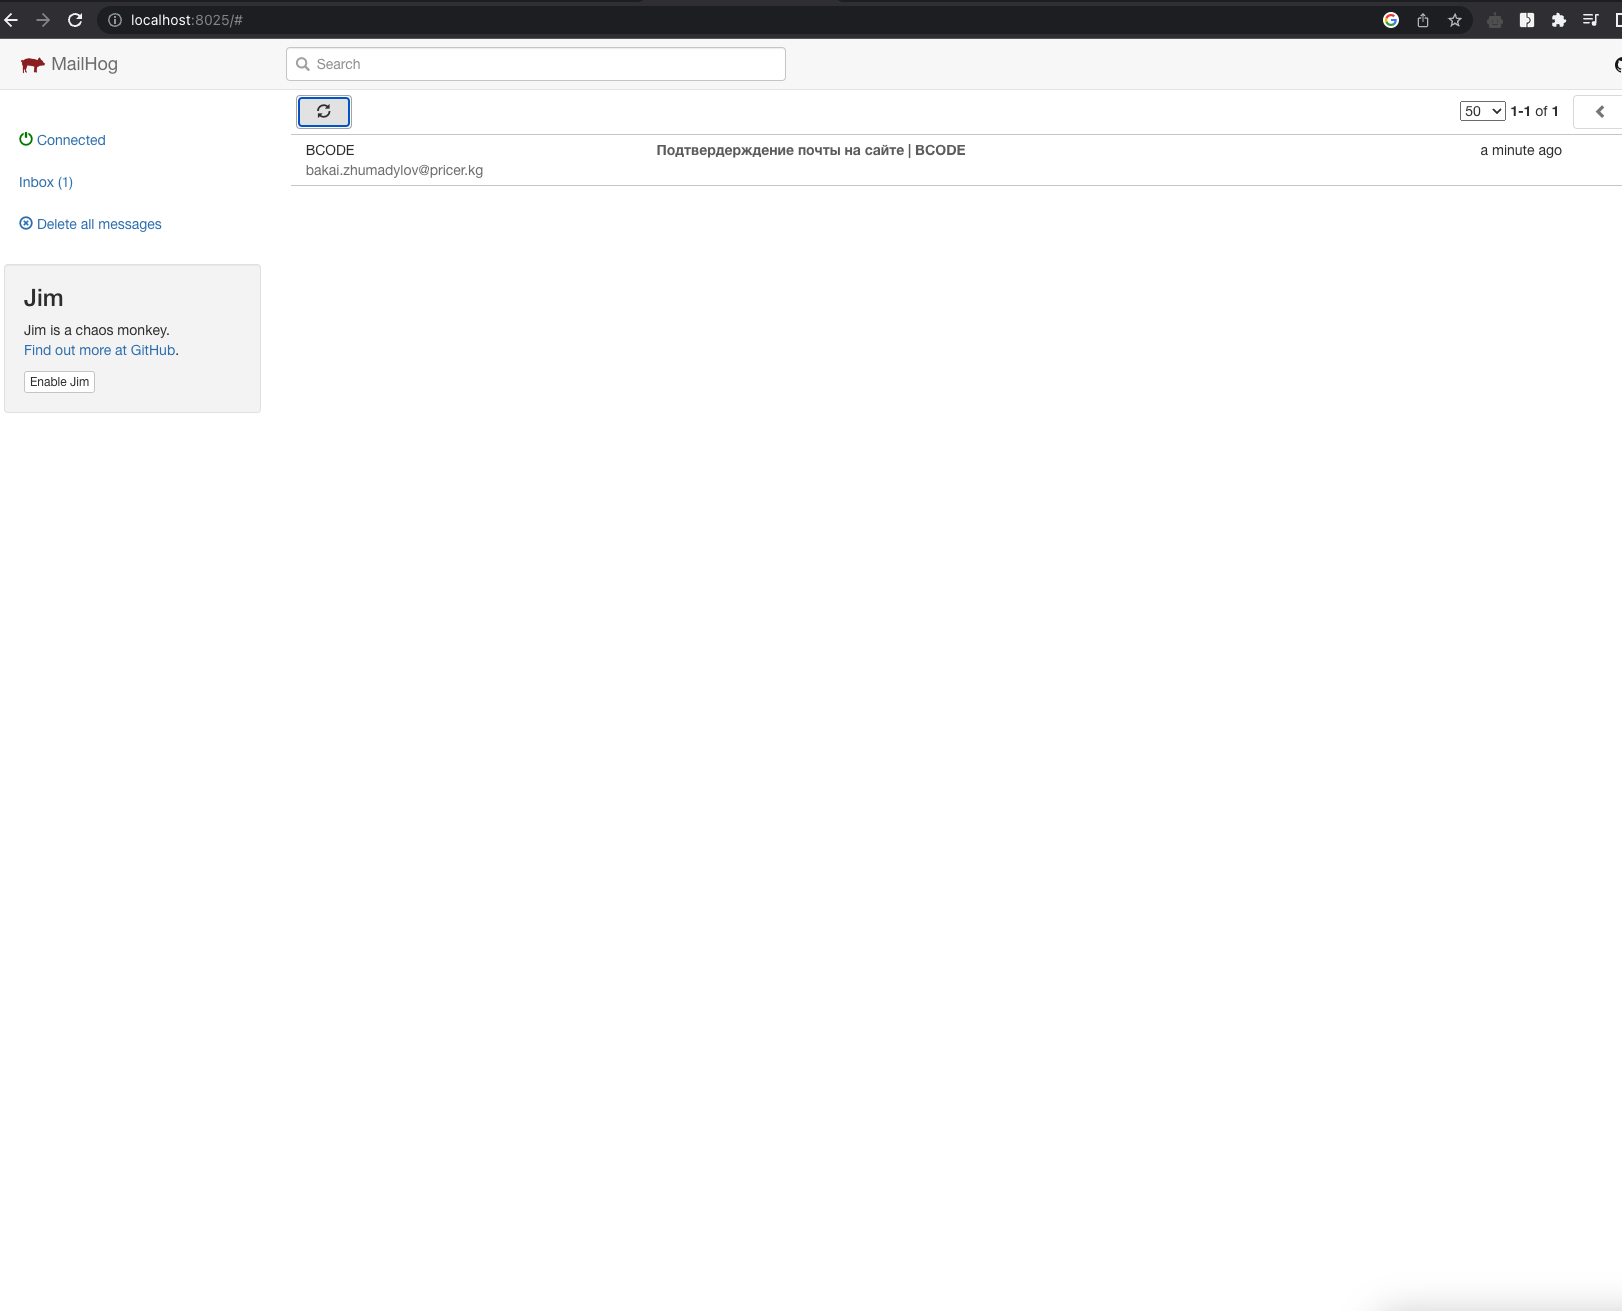 localhost:8025/#
MailHog
Search
50 1-1 of 1
Connected
BCODE Подтвердерждение почты на сайте | BCODE a minute ago
bakai.zhumadylov@pricer.kg
Inbox (1)
Delete all messages
Jim
Jim is a chaos monkey.
Find out more at GitHub.
Enable Jim